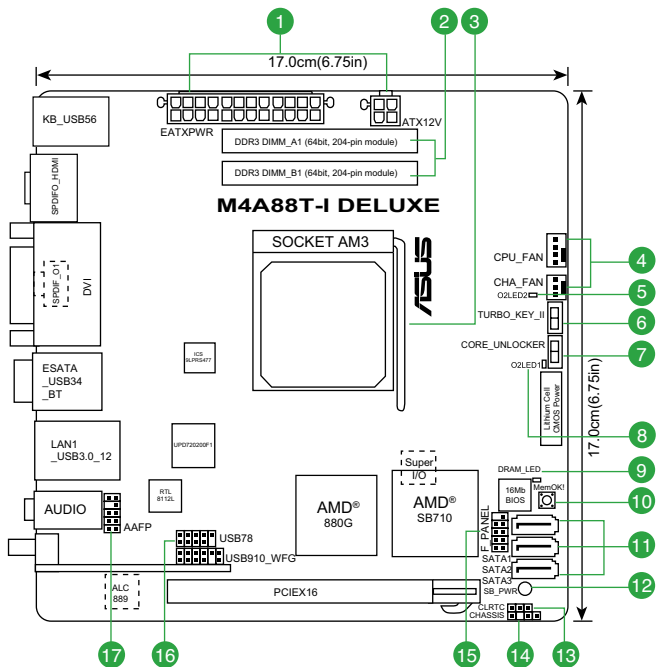 1
2
3
17.0cm(6.75in)
KB_USB56
EATXPWR
ATX12V
DDR3 DIMM_A1 (64bit, 204-pin module)
DDR3 DIMM_B1 (64bit, 204-pin module)
SPDIFO_HDMI
M4A88T-I DELUXE
SOCKET AM3
ASUS
CPU_FAN
4
CHA_FAN
5
O2LED2
SPDIF_O1
DVI
TURBO_KEY_II
6
CORE_UNLOCKER
7
ICS
9LPRS477
O2LED1
ESATA
_USB34
_BT
Lithium Cell
CMOS Power
17.0cm(6.75in)
8
LAN1
_USB3.0_12
UPD720200F1
Super
I/O
DRAM_LED
9
MemOK!
16Mb
BIOS
10
RTL
8112L
AMD®
880G
AMD®
SB710
AUDIO
AAFP
F_PANEL
15
11
16
USB78
USB910_WFG
SATA1
SATA2
SATA3
SB_PWR
12
ALC
889
PCIEX16
CLRTC
CHASSIS
17
16
15
14
13